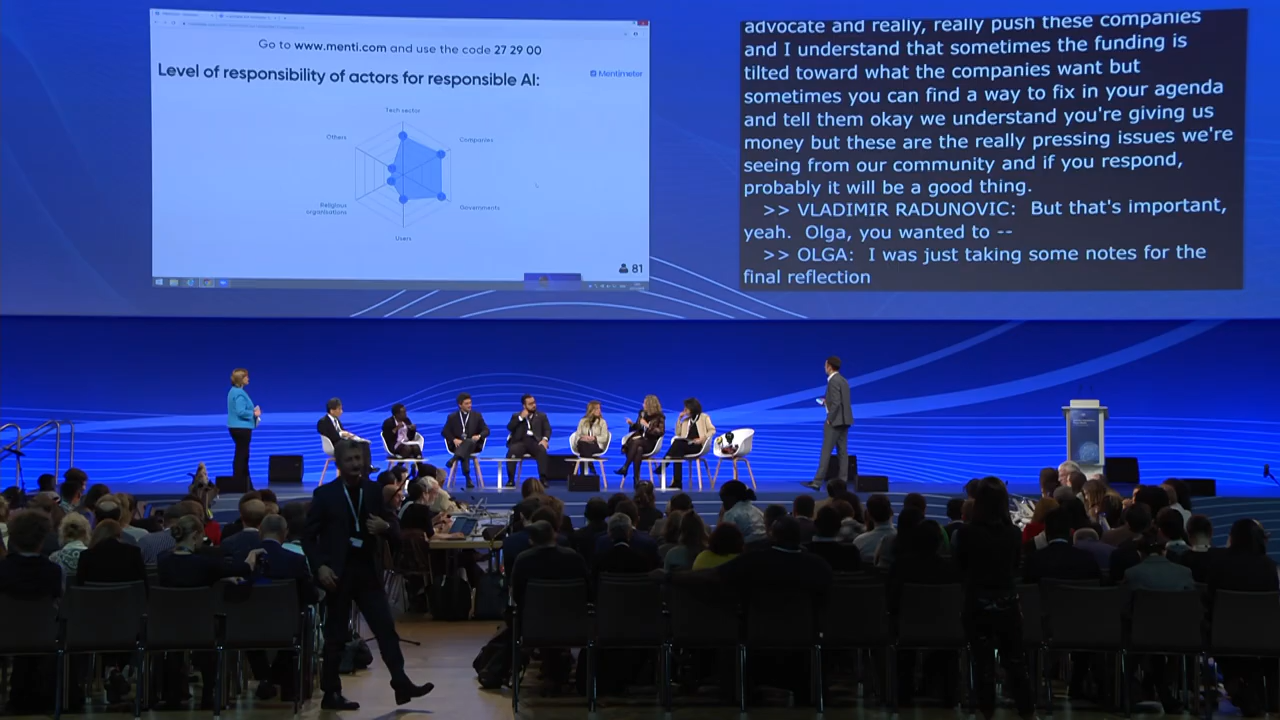 Go to www.menti.com and use the code 27 29 00
Level of responsibility of actors for responsible AI:
Mentimeter
Tech sector
Others
Companies
Religious
organisations
Governments
Users
81
advocate and really, really push these companies
and I understand that sometimes the funding is
tilted toward what the companies want but
sometimes you can find a way to fix in your agenda
and tell them okay we understand you're giving us
money but these are the really pressing issues we're
seeing from our community and if you respond,
probably it will be a good thing.
>> VLADIMIR RADUNOVIC: But that's important,
yeah. Olga, you wanted to --
>> OLGA: I was just taking some notes for the
final reflection